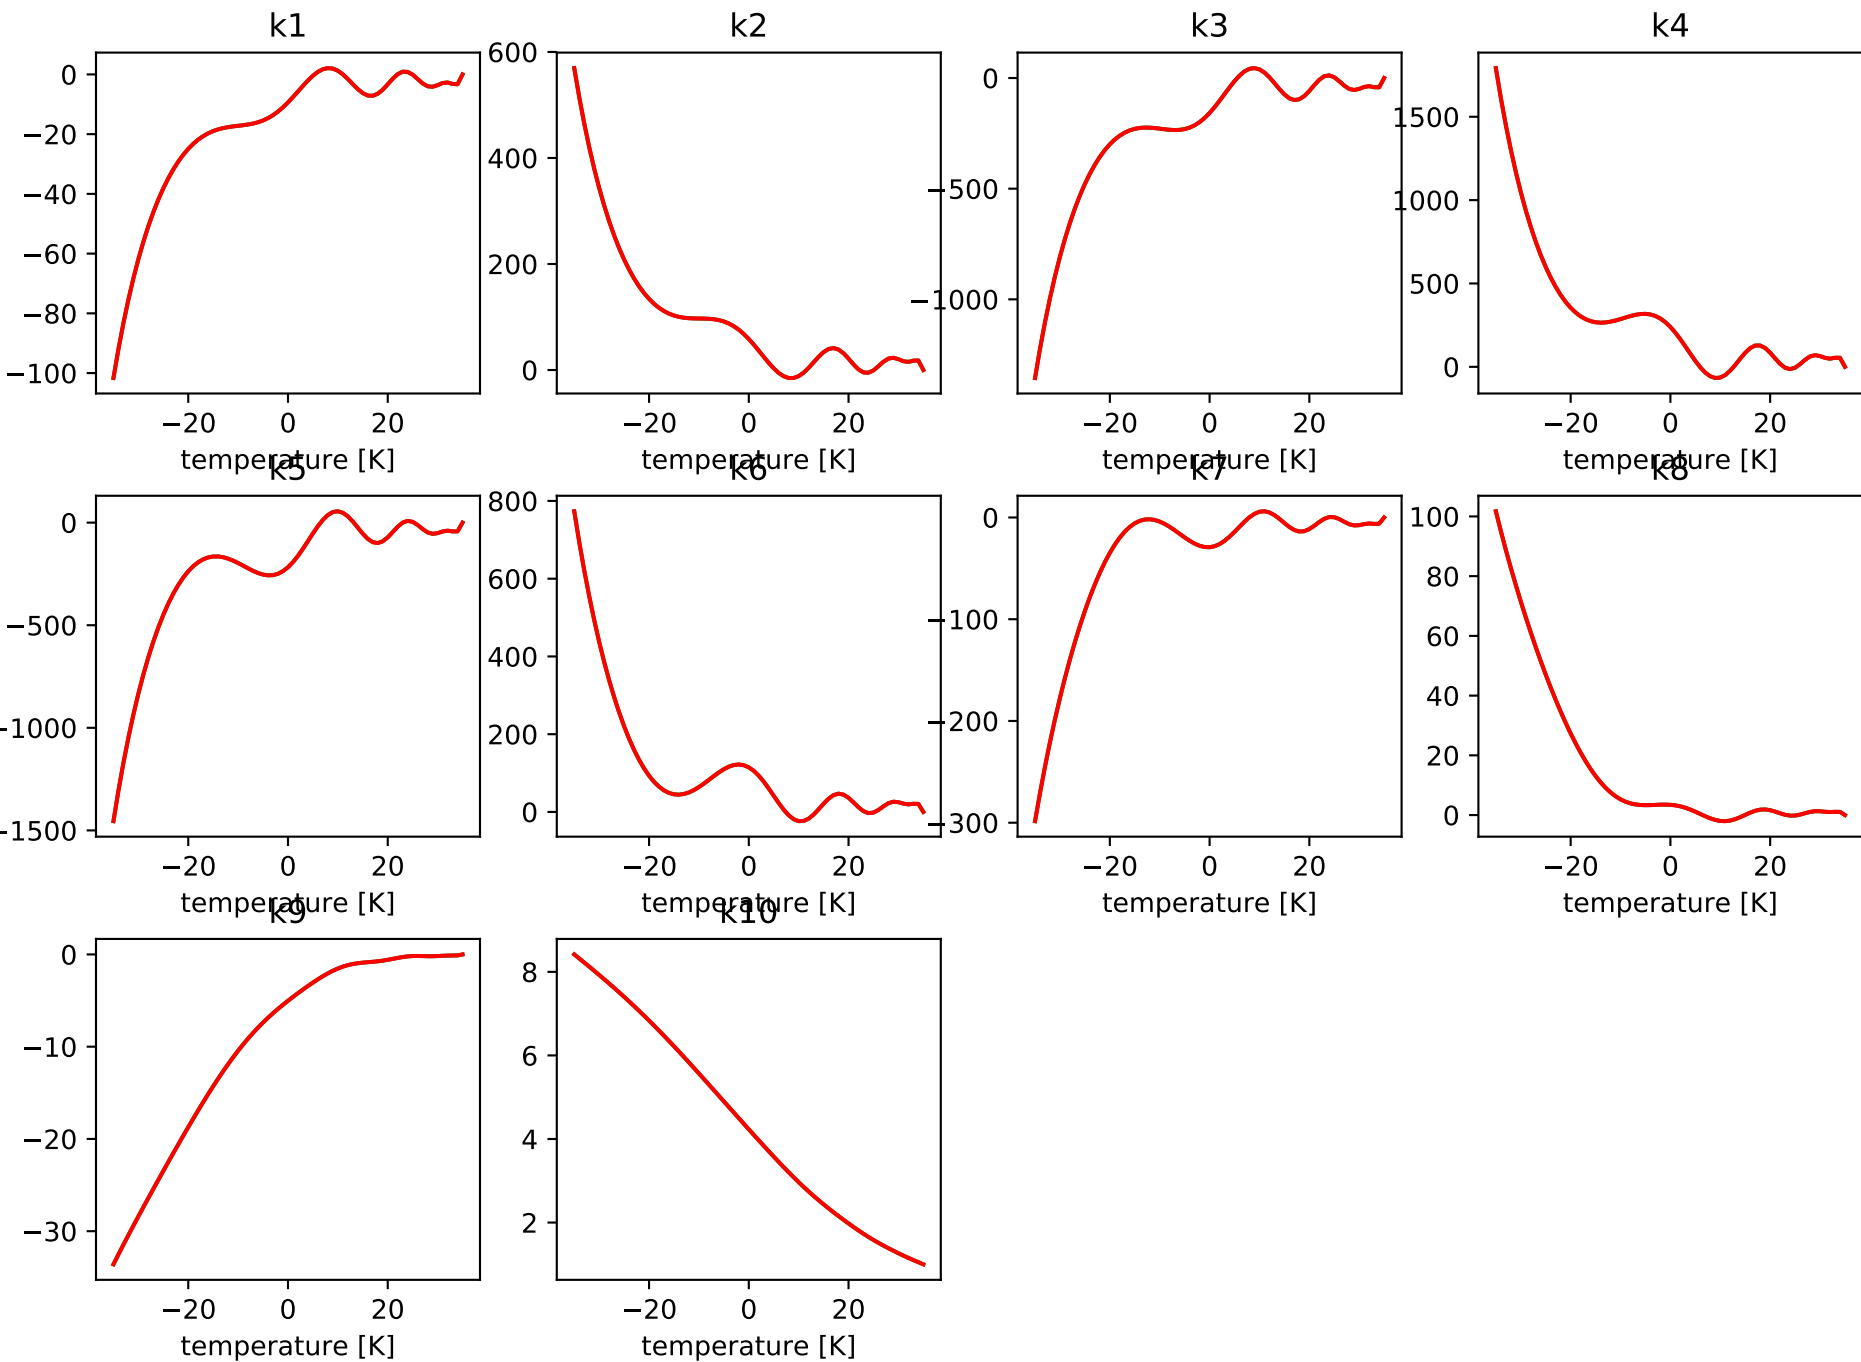 k1
k2
k3
k4
0
−20
−40
−60
−80
−100
600
400
200
0
0
−500
−1000
1500
1000
500
0
−20 0 20
−20 0 20
−20 0 20
−20 0 20
temperature [K]
temperature [K]
temperature [K]
temperature [K]
k5
k6
k7
k8
0
−500
−1000
−1500
800
600
400
200
0
0
−100
−200
−300
100
80
60
40
20
0
−20 0 20
−20 0 20
−20 0 20
−20 0 20
temperature [K]
temperature [K]
temperature [K]
temperature [K]
k9
k10
0
−10
−20
−30
8
6
4
2
−20 0 20
−20 0 20
temperature [K]
temperature [K]